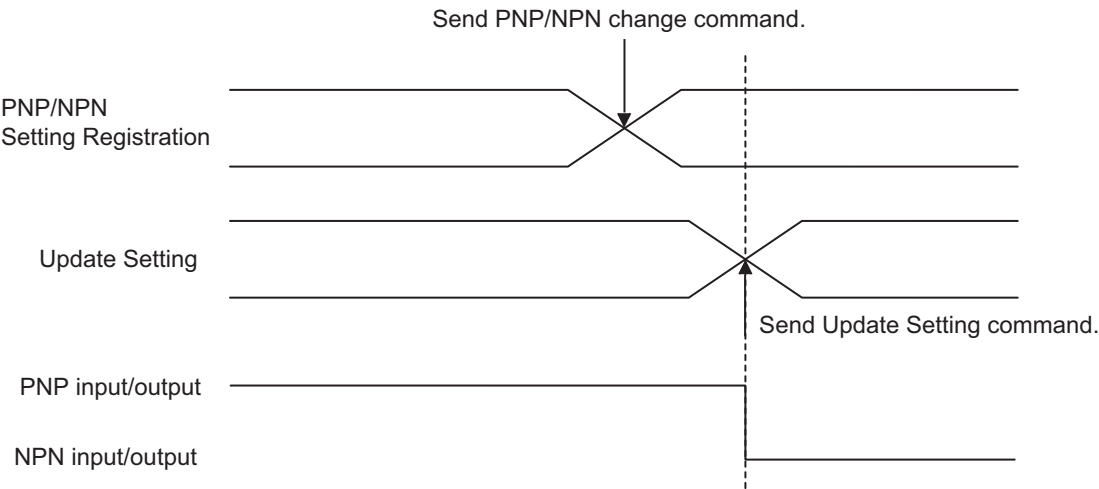 Send PNP/NPN change command.
PNP/NPN
Setting Registration
Update Setting
Send Update Setting command.
PNP input/output
NPN input/output